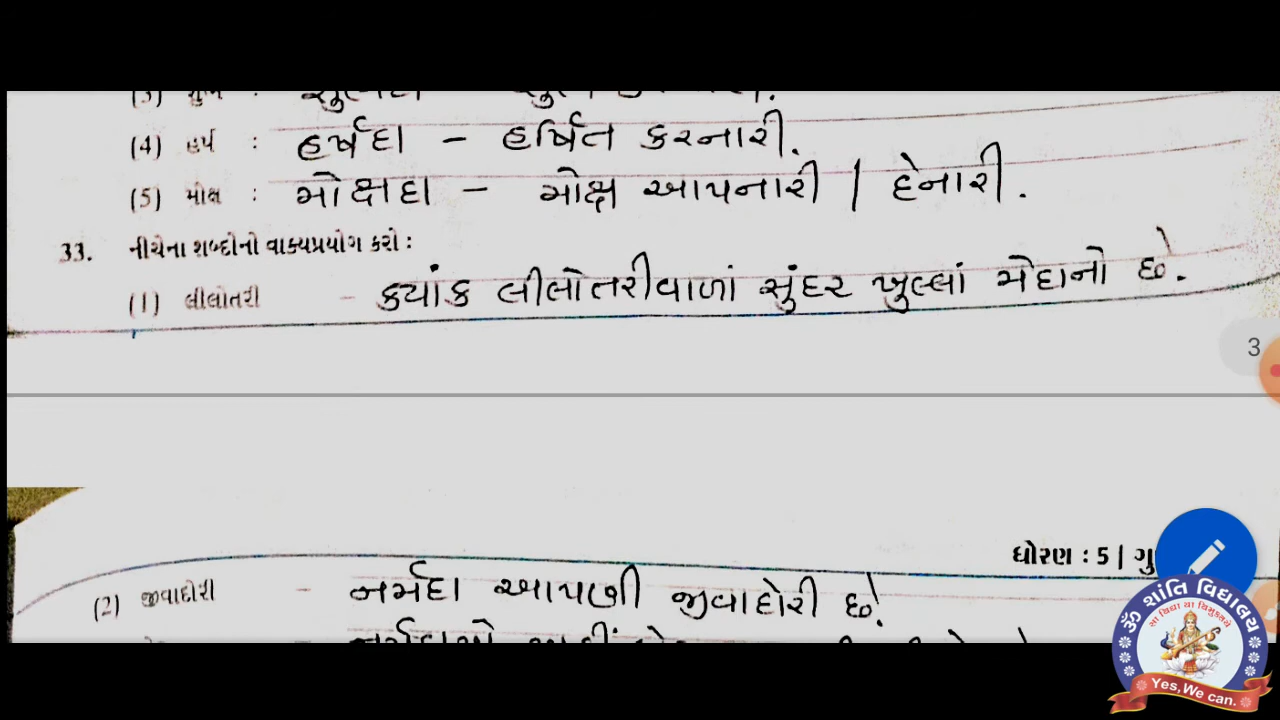 (4) હર્ષ : હર્ષદા - હર્ષિત કરનારી.
(5) મોક્ષ : મોક્ષદા - મોક્ષ આપનારી / દેનારી.
33. નીચેના શબ્દોનો વાક્યપ્રયોગ કરો :
(1) લીલોતરી - ક્યાંક લીલોતરીવાળાં સુંદર ખુલ્લાં મેદાનો છે.
3
ધોરણ : 5 | ગુ
(2) જીવાદોરી - નર્મદા આપણી જીવાદોરી છે.
ૐ શાંતિ વિદ્યાલય
સા વિદ્યા યા વિમુક્તયે
Yes, We can.